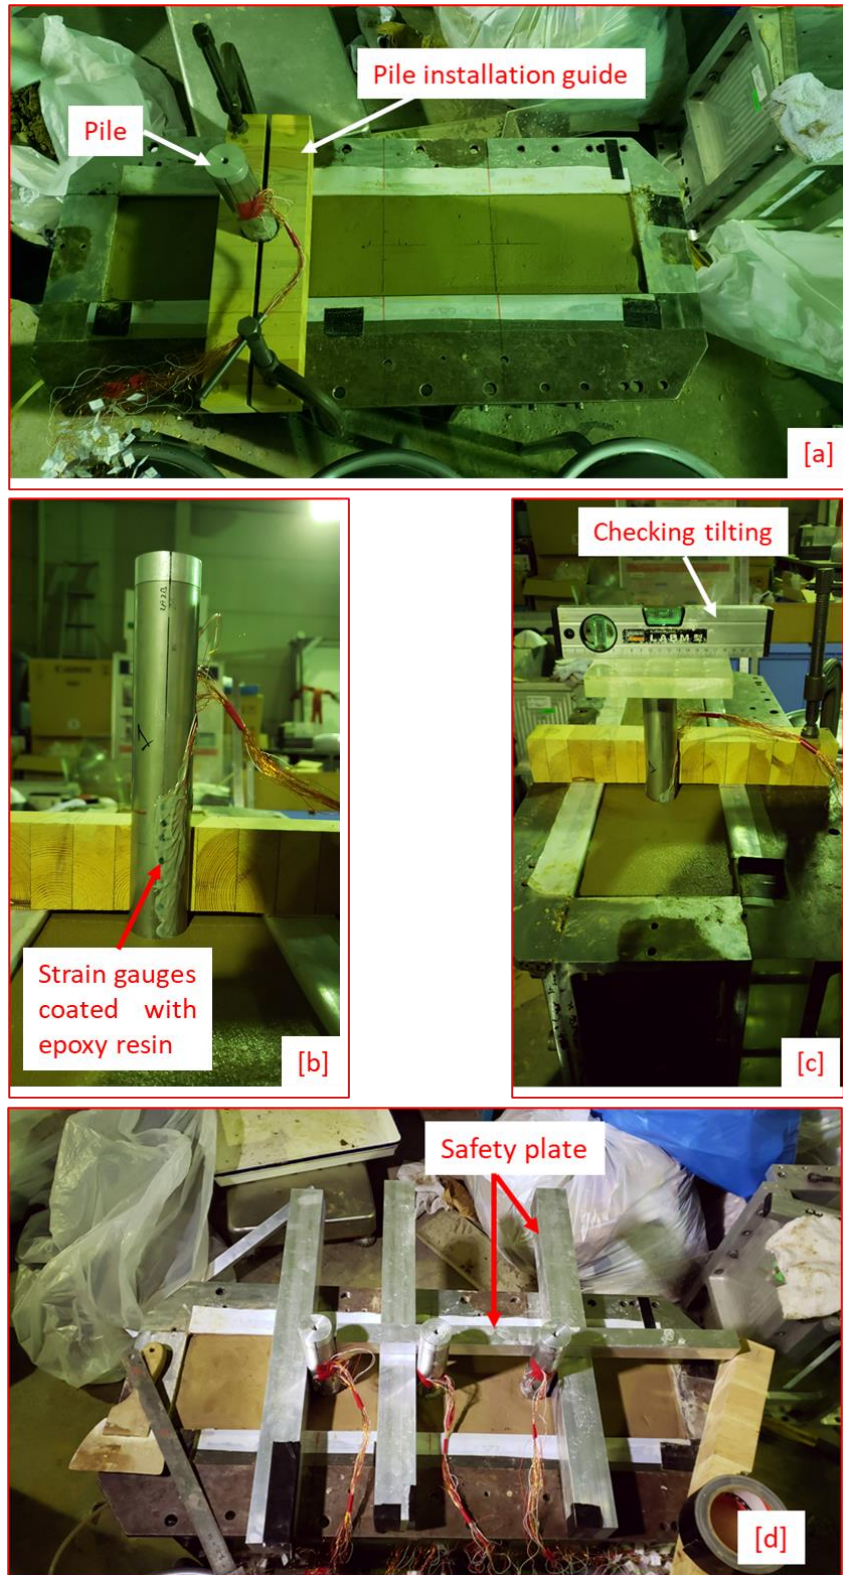 Pile installation guide
Pile
[a]
Strain gauges
coated with
epoxy resin
[b]
Checking tilting
[c]
Safety plate
[d]